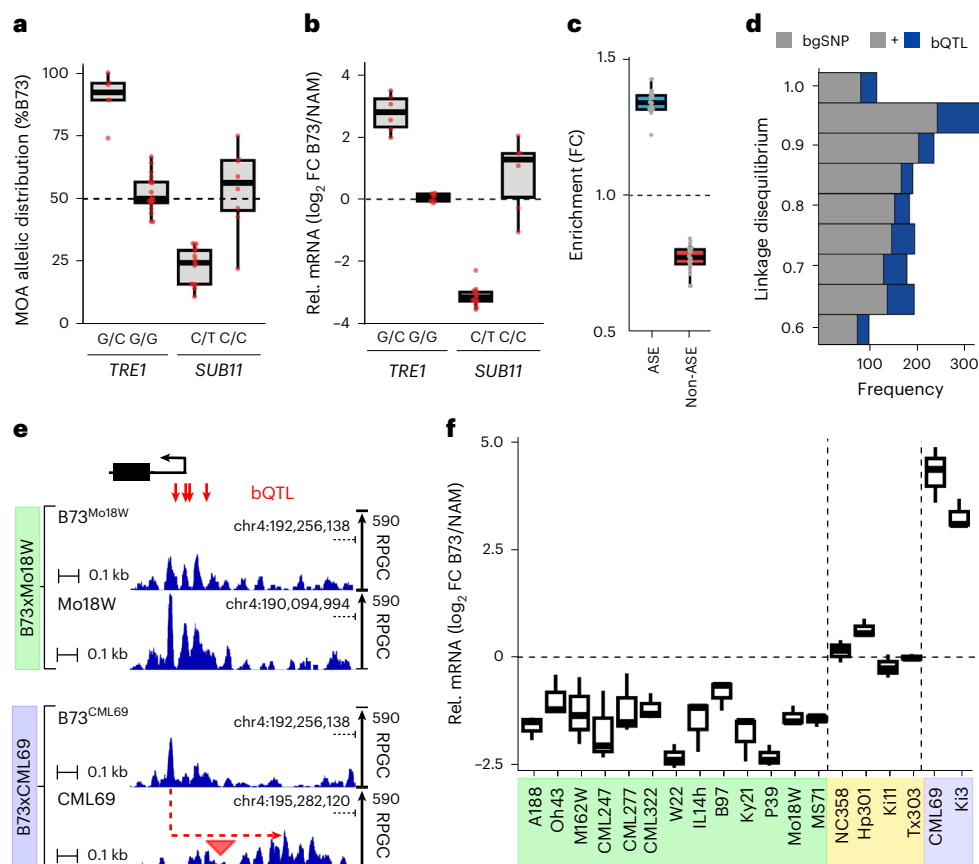 a
MOA allelic distribution (%B73)
100
75
50
25
0
G/C G/G
C/T C/C
TRE1
SUB11
b
Rel. mRNA (log2 FC B73/NAM)
4
2
0
−2
−4
G/C G/G
C/T C/C
TRE1
SUB11
c
Enrichment (FC)
1.5
1.0
0.5
ASE
Non-ASE
d
bgSNP
+
bQTL
Linkage disequilibrium
1.0
0.9
0.8
0.7
0.6
100
200
300
Frequency
e
bQTL
B73xMo18W
B73Mo18W
chr4:192,256,138
590
RPGC
0.1 kb
Mo18W
chr4:190,094,994
590
RPGC
0.1 kb
B73xCML69
B73CML69
chr4:192,256,138
590
RPGC
0.1 kb
CML69
chr4:195,282,120
590
RPGC
0.1 kb
f
Rel. mRNA (log2 FC B73/NAM)
5.0
2.5
0
−2.5
A188
Oh43
M162W
CML247
CML277
CML322
W22
IL14h
B97
Ky21
P39
Mo18W
MS71
NC358
Hp301
Ki11
Tx303
CML69
Ki3